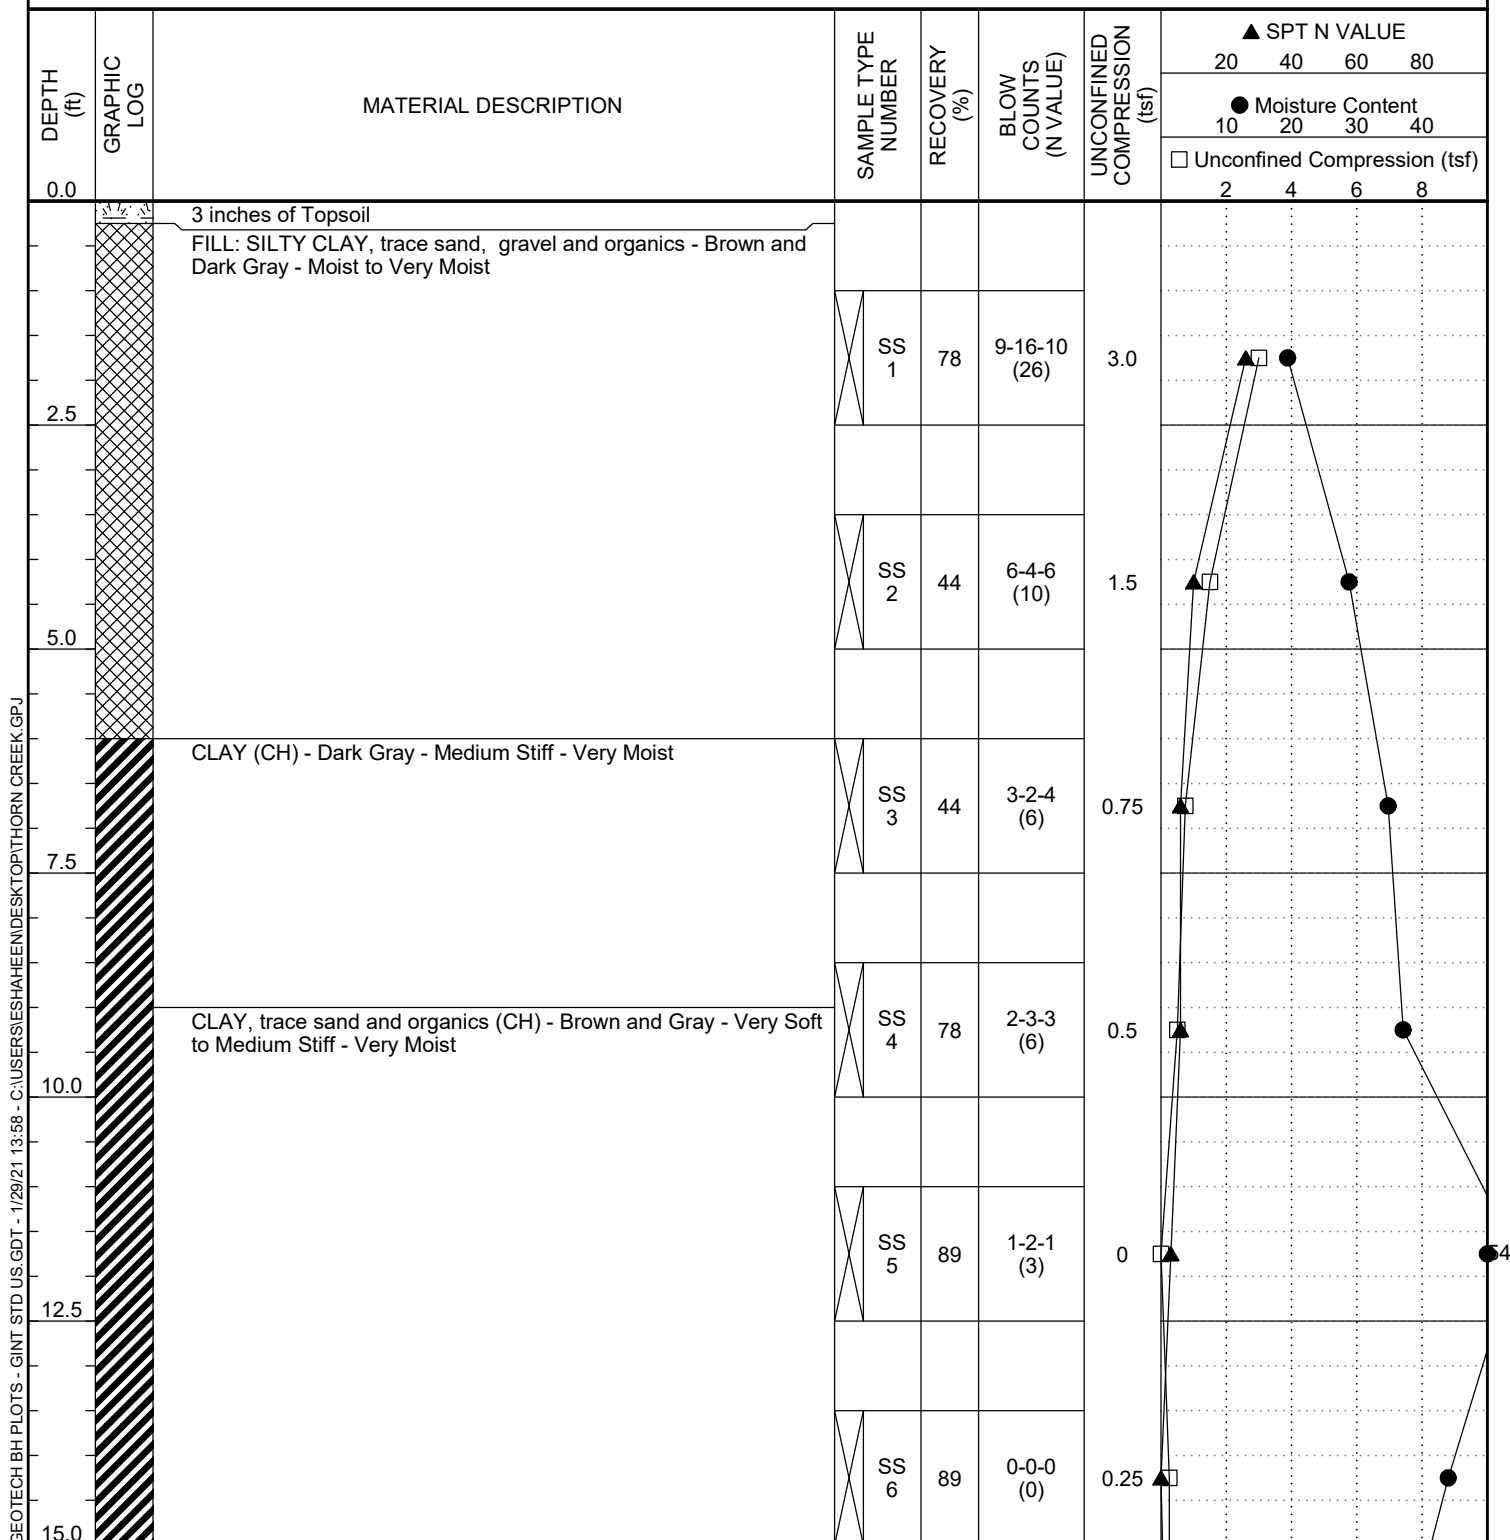 DEPTH
(ft)
GRAPHIC
LOG
MATERIAL DESCRIPTION
SAMPLE TYPE
NUMBER
RECOVERY
(%)
BLOW
COUNTS
(N VALUE)
UNCONFINED
COMPRESSION
(tsf)
▲ SPT N VALUE
20 40 60 80
● Moisture Content
10 20 30 40
□ Unconfined Compression (tsf)
2 4 6 8
0.0
3 inches of Topsoil
FILL: SILTY CLAY, trace sand, gravel and organics - Brown and
Dark Gray - Moist to Very Moist
SS
1
78
9-16-10
(26)
3.0
2.5
SS
2
44
6-4-6
(10)
1.5
5.0
CLAY (CH) - Dark Gray - Medium Stiff - Very Moist
SS
3
44
3-2-4
(6)
0.75
7.5
CLAY, trace sand and organics (CH) - Brown and Gray - Very Soft
to Medium Stiff - Very Moist
SS
4
78
2-3-3
(6)
0.5
10.0
SS
5
89
1-2-1
(3)
0
54
12.5
SS
6
89
0-0-0
(0)
0.25
15.0
GEOTECH BH PLOTS - GINT STD US.GDT - 1/29/21 13:58 - C:\USERS\ESHAHEEN\DESKTOP\THORN CREEK.GPJ